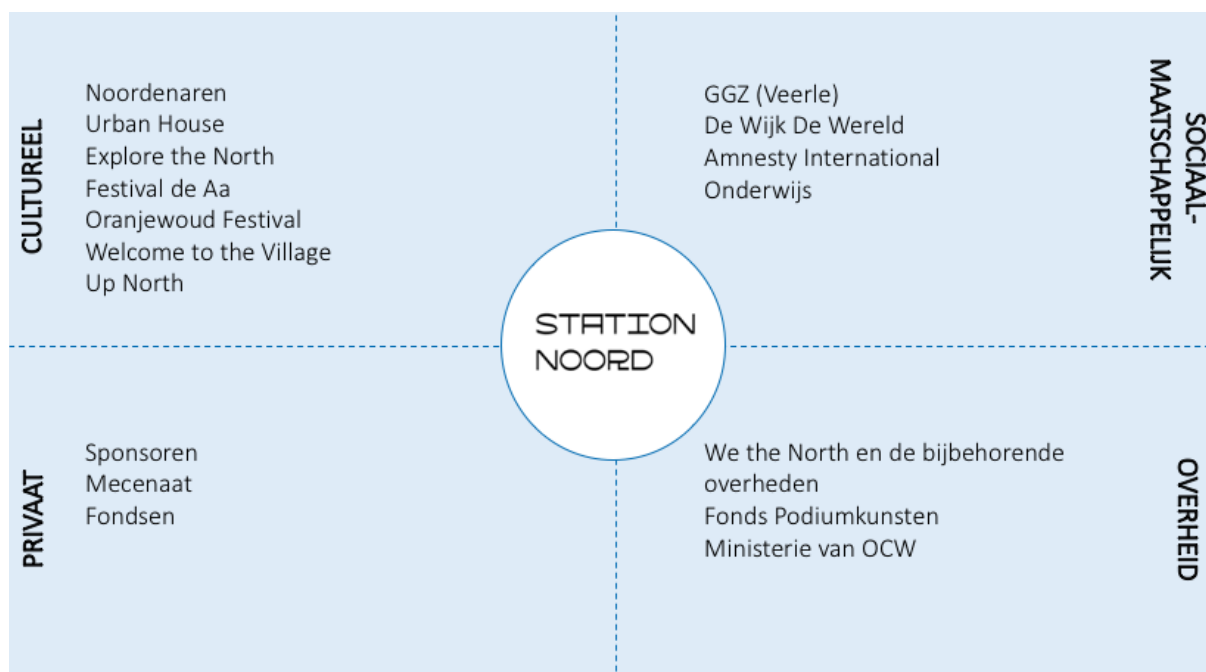 CULTUREEL
Noordenaren
Urban House
Explore the North
Festival de Aa
Oranjewoud Festival
Welcome to the Village
Up North
GGZ (Veerle)
De Wijk De Wereld
Amnesty International
Onderwijs
SOCIAAL-
MAATSCHAPPELIJK
STATION
NOORD
PRIVAAT
Sponsoren
Mecenaat
Fondsen
We the North en de bijbehorende
overheden
Fonds Podiumkunsten
Ministerie van OCW
OVERHEID